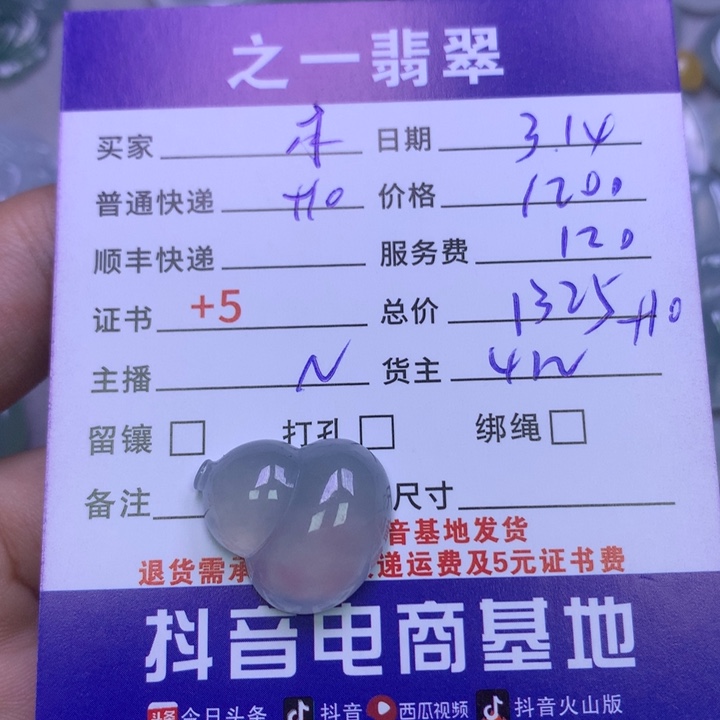 之一翡翠
买家 日期 3.14
普通快递 +10 价格 1200
顺丰快递 服务费 120
证书 +5 总价 1325+10
主播 N 货主
留镶 打孔 绑绳
备注 尺寸
音基地发货
退货需承 递运费及5元证书费
抖音电商基地
头条 今日头条 抖音 西瓜视频 抖音火山版